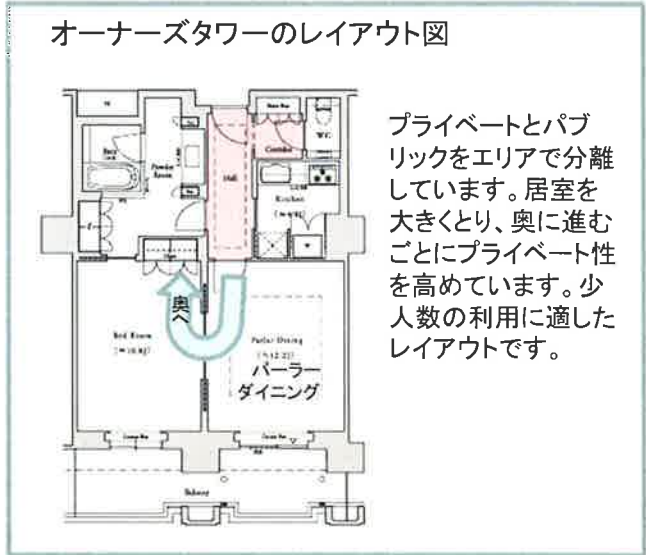 オーナーズタワーのレイアウト図
プライベートとパブ
リックをエリアで分離
しています。居室を
大きくとり、奥に進む
ごとにプライベート性
を高めています。少
人数の利用に適した
レイアウトです。
Powder
Room
Hall
Corridor
W.C
Kitchen
奥へ
Bed Room
Parlor Dining
パーラー
ダイニング
Balcony